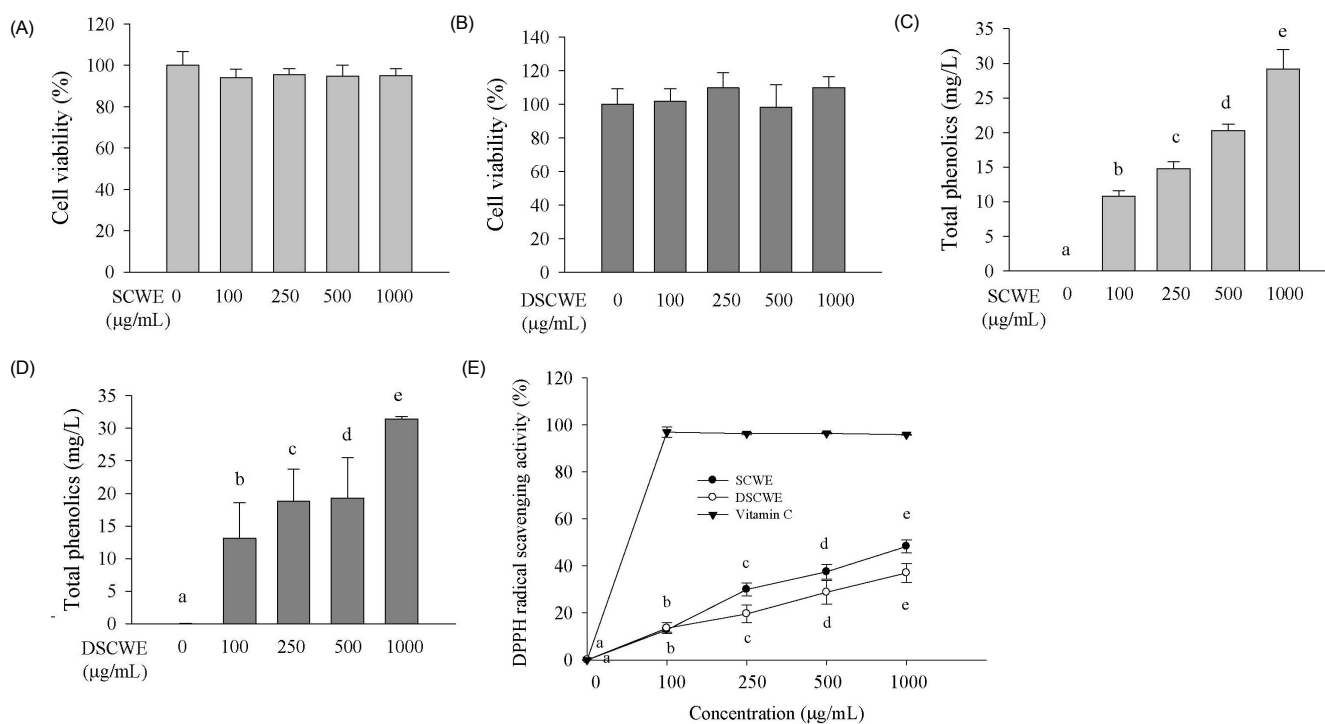 (A)
120
100
80
60
40
20
0
Cell viability (%)
SCWE 0 100 250 500 1000
(μg/mL)
(B)
140
120
100
80
60
40
20
0
Cell viability (%)
DSCWE 0 100 250 500 1000
(μg/mL)
(C)
35
30
25
20
15
10
5
0
Total phenolics (mg/L)
a b c d e
SCWE 0 100 250 500 1000
(μg/mL)
(D)
35
30
25
20
15
10
5
0
Total phenolics (mg/L)
a b c d e
DSCWE 0 100 250 500 1000
(μg/mL)
(E)
120
100
80
60
40
20
0
DPPH radical scavenging activity (%)
SCWE
DSCWE
Vitamin C
a b c d e
a b c d e
0 100 250 500 1000
Concentration (μg/mL)